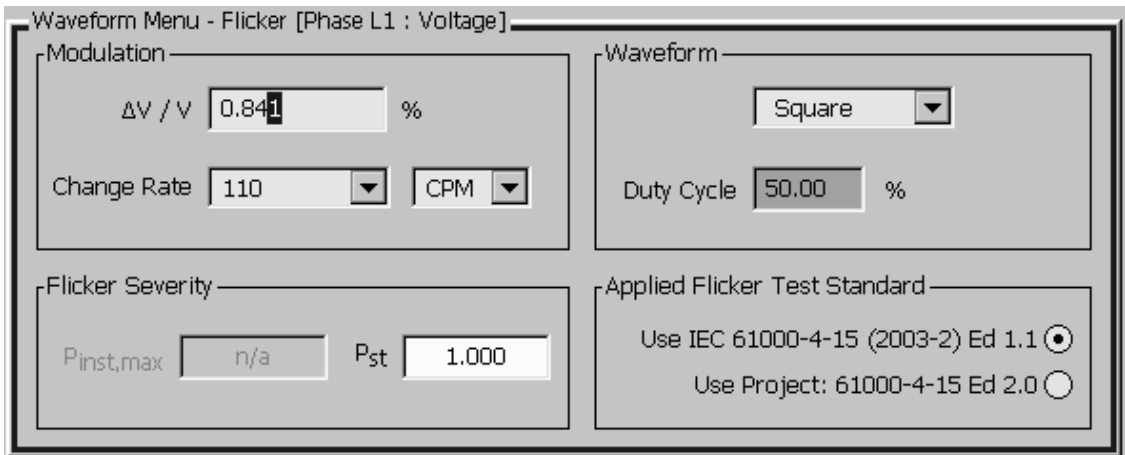 Waveform Menu - Flicker [Phase L1 : Voltage]
Modulation
ΔV / V 0.841 %
Change Rate 110 CPM
Waveform
Square
Duty Cycle 50.00 %
Flicker Severity
Pinst,max n/a Pst 1.000
Applied Flicker Test Standard
Use IEC 61000-4-15 (2003-2) Ed 1.1
Use Project: 61000-4-15 Ed 2.0